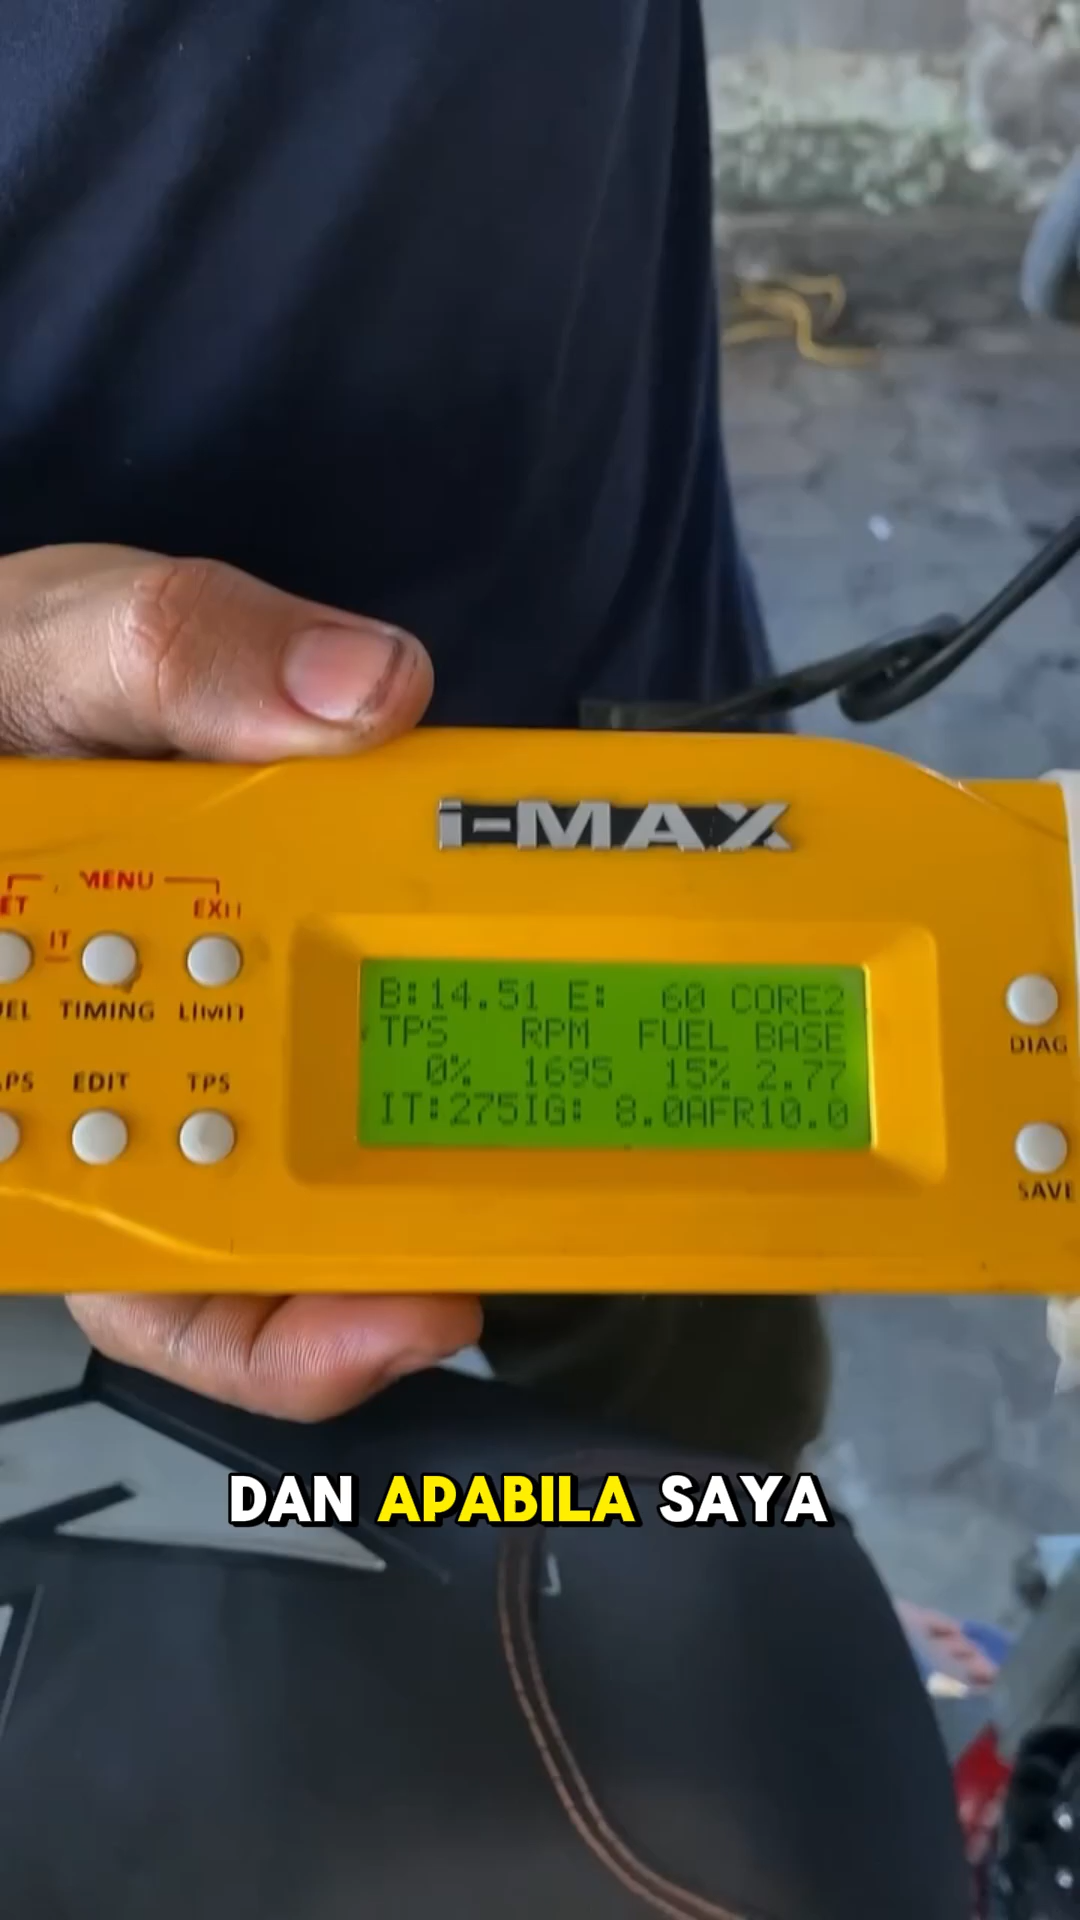 i-MAX
MENU
EXIT
IT
TIMING LIMIT
EDIT TPS
B:14.51 E: 60 CORE2
TPS RPM FUEL BASE
0% 1695 15% 2.77
IT:275IG: 8.0AFR10.0
DIAG
SAVE
DAN APABILA SAYA